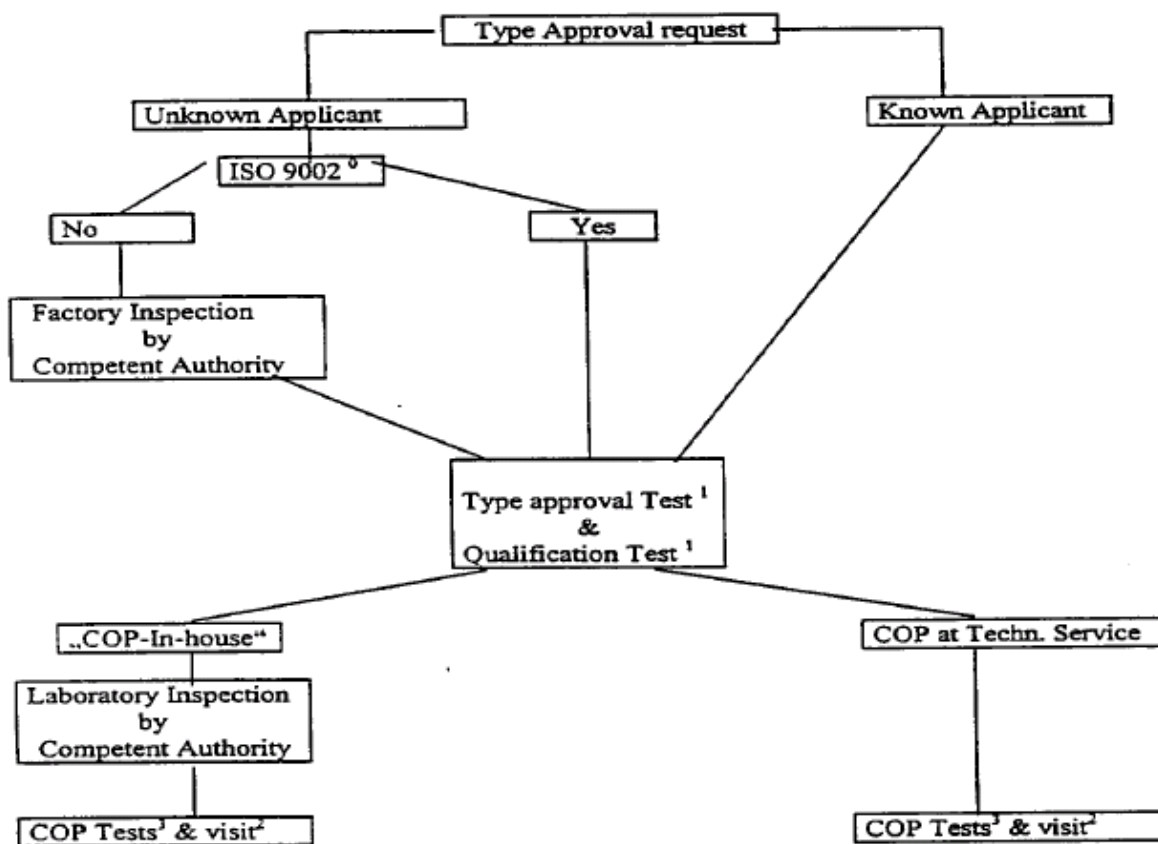 Type Approval request
Unknown Applicant
Known Applicant
ISO 9002 ⁰
No
Yes
Factory Inspection
by
Competent Authority
Type approval Test ¹
&
Qualification Test ¹
„COP-In-house“
COP at Techn. Service
Laboratory Inspection
by
Competent Authority
COP Tests³ & visit²
COP Tests³ & visit²